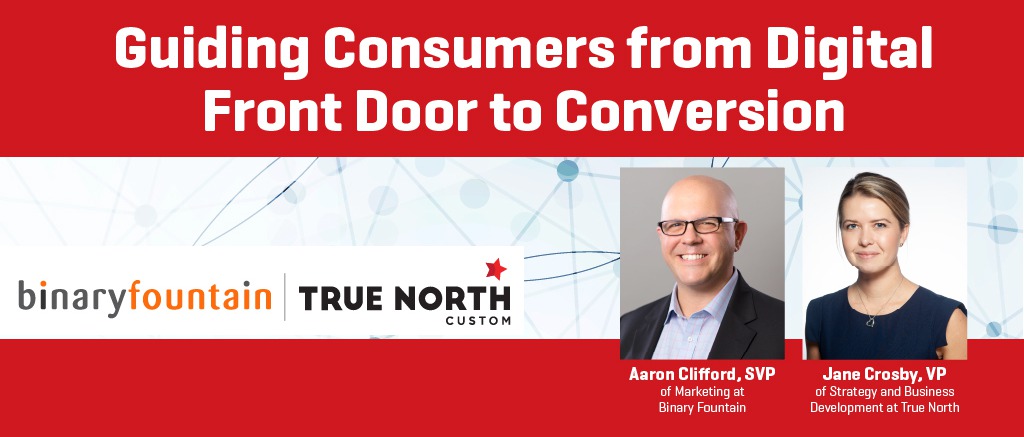 Guiding Consumers from Digital
Front Door to Conversion
binaryfountain
TRUE NORTH
CUSTOM
Aaron Clifford, SVP
of Marketing at
Binary Fountain
Jane Crosby, VP
of Strategy and Business
Development at True North